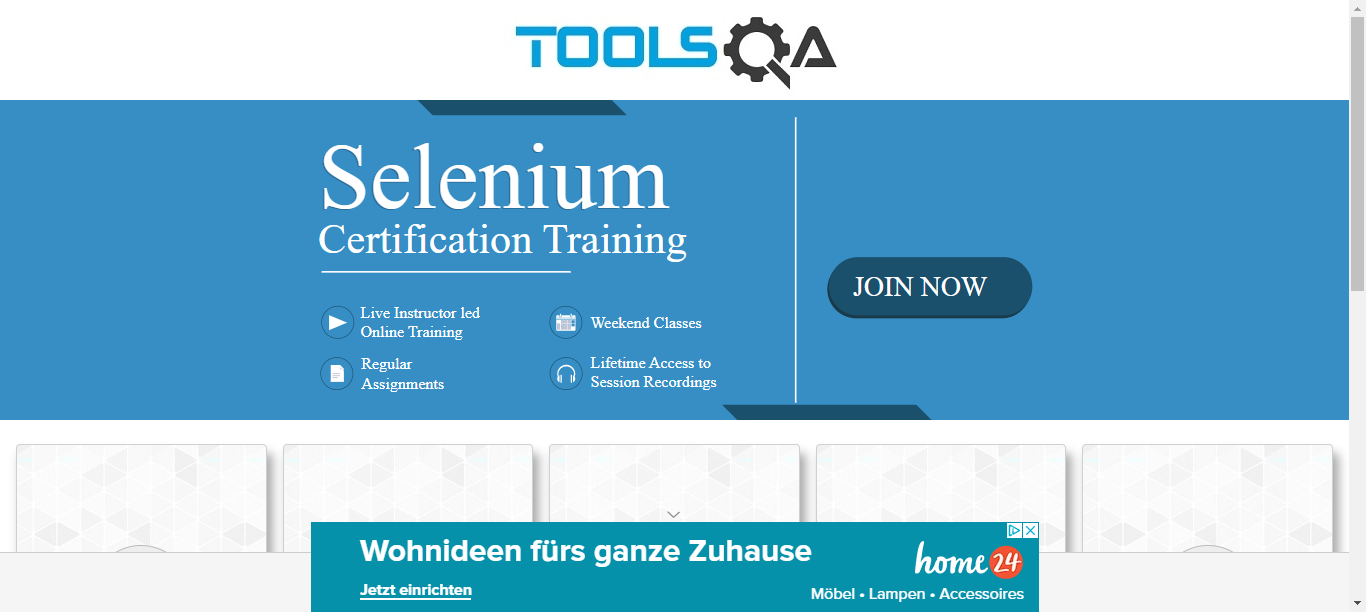 TOOLSQA
Selenium
Certification Training
JOIN NOW
Live Instructor led
Online Training
Weekend Classes
Regular
Assignments
Lifetime Access to
Session Recordings
Wohnideen fürs ganze Zuhause
Jetzt einrichten
home24
Möbel • Lampen • Accessoires